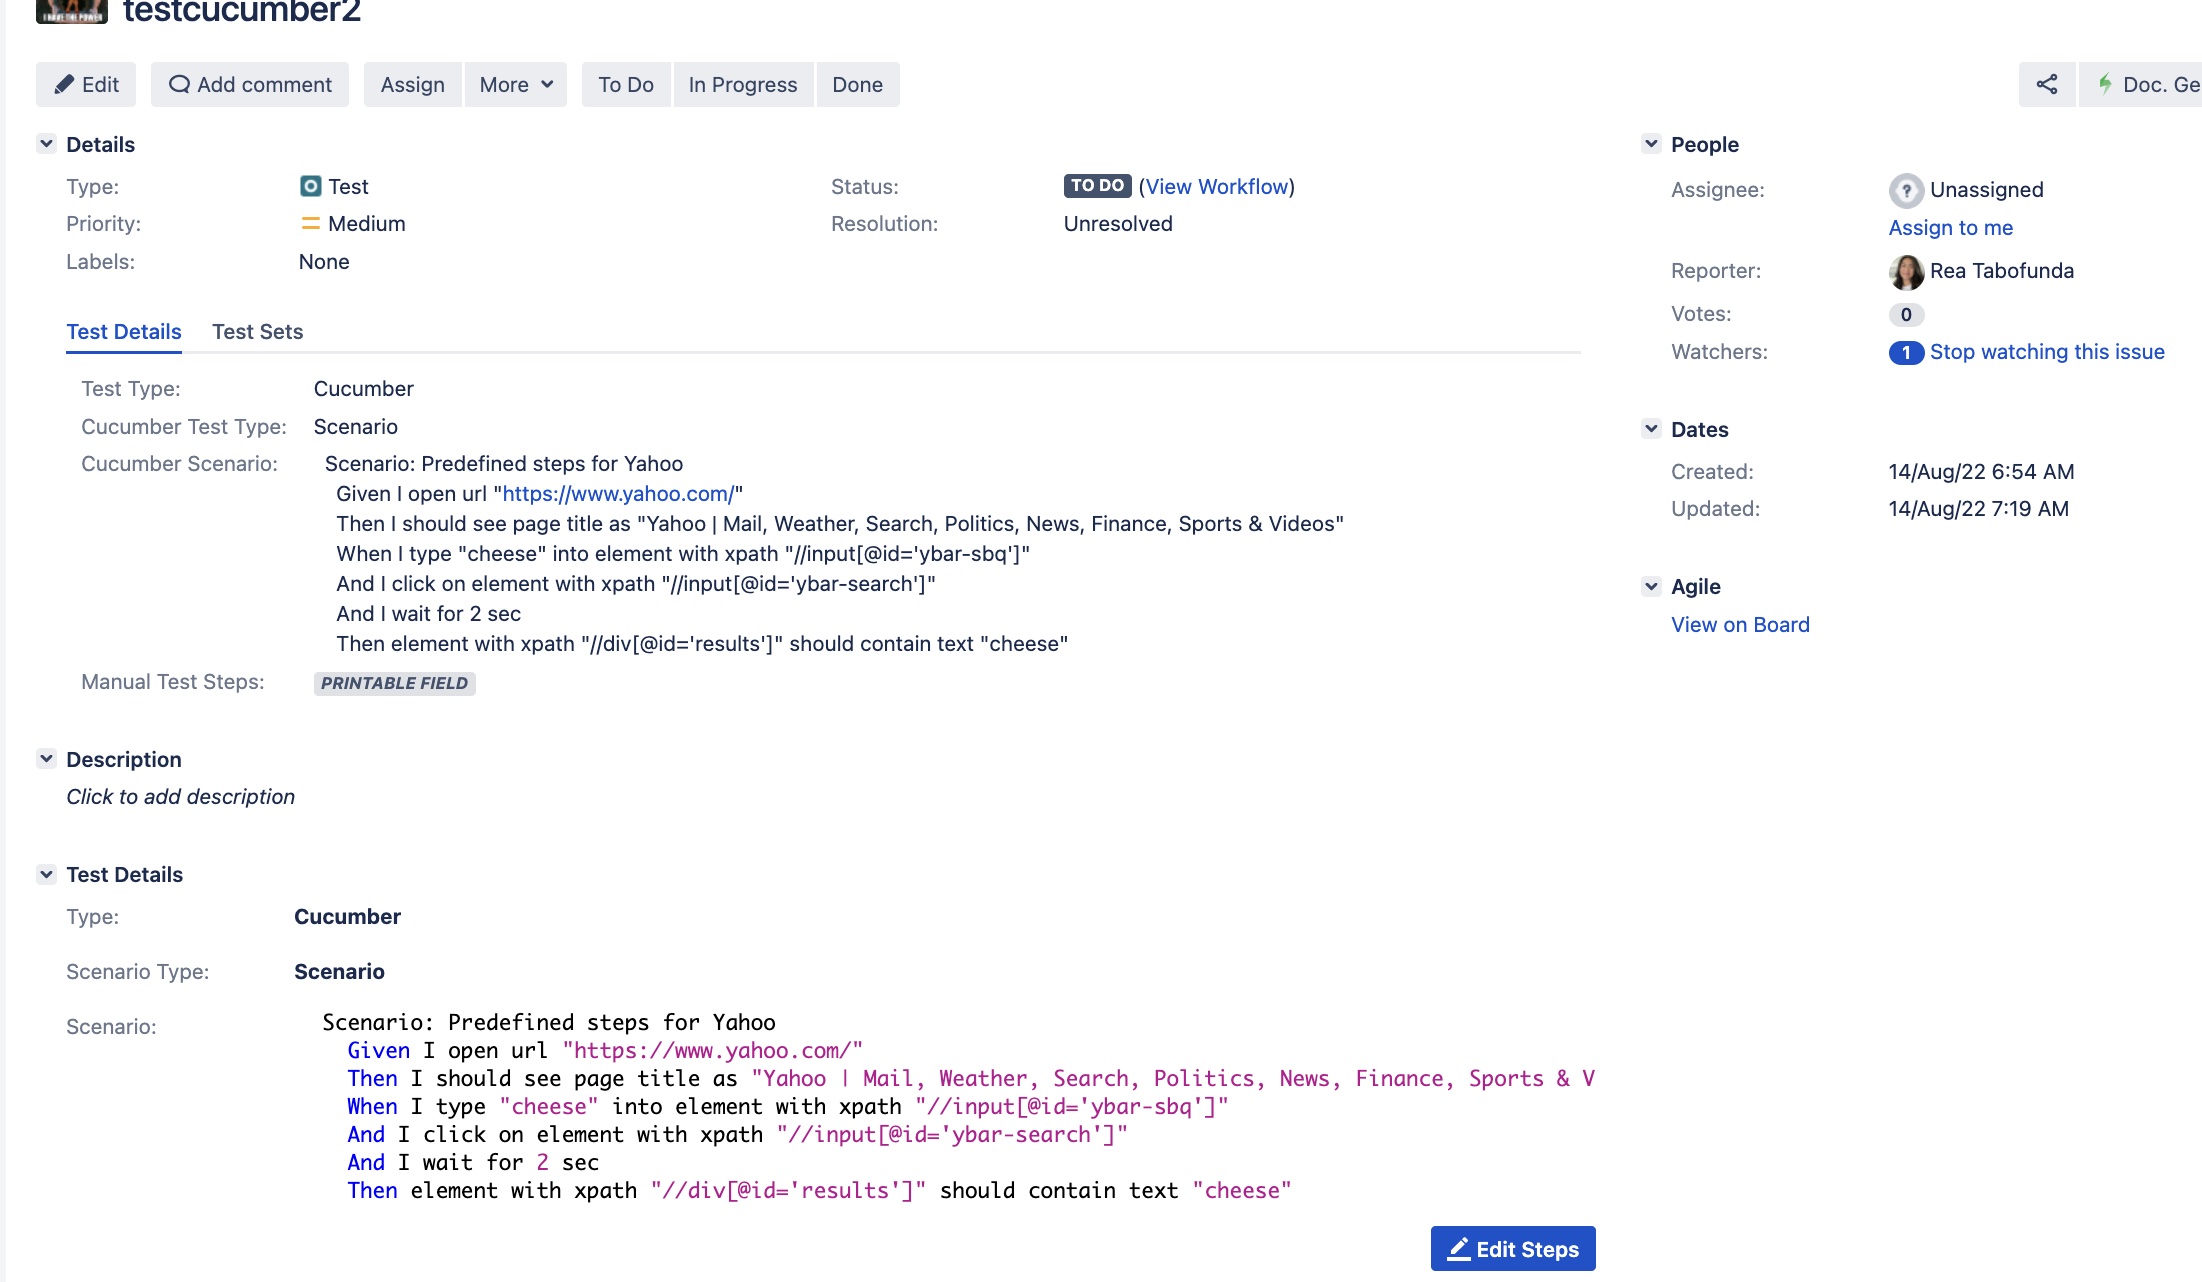 I HAVE THE POWER
testcucumber2
Edit Add comment Assign More To Do In Progress Done Doc. Ge
Details
Type: Test Status: TO DO (View Workflow)
Priority: Medium Resolution: Unresolved
Labels: None
Test Details Test Sets
Test Type: Cucumber
Cucumber Test Type: Scenario
Cucumber Scenario: Scenario: Predefined steps for Yahoo
Given I open url "https://www.yahoo.com/"
Then I should see page title as "Yahoo | Mail, Weather, Search, Politics, News, Finance, Sports & Videos"
When I type "cheese" into element with xpath "//input[@id='ybar-sbq']"
And I click on element with xpath "//input[@id='ybar-search']"
And I wait for 2 sec
Then element with xpath "//div[@id='results']" should contain text "cheese"
Manual Test Steps: PRINTABLE FIELD
Description
Click to add description
Test Details
Type: Cucumber
Scenario Type: Scenario
Scenario: Scenario: Predefined steps for Yahoo
Given I open url "https://www.yahoo.com/"
Then I should see page title as "Yahoo | Mail, Weather, Search, Politics, News, Finance, Sports & V
When I type "cheese" into element with xpath "//input[@id='ybar-sbq']"
And I click on element with xpath "//input[@id='ybar-search']"
And I wait for 2 sec
Then element with xpath "//div[@id='results']" should contain text "cheese"
Edit Steps
People
Assignee: ? Unassigned
Assign to me
Reporter: Rea Tabofunda
Votes: 0
Watchers: 1 Stop watching this issue
Dates
Created: 14/Aug/22 6:54 AM
Updated: 14/Aug/22 7:19 AM
Agile
View on Board